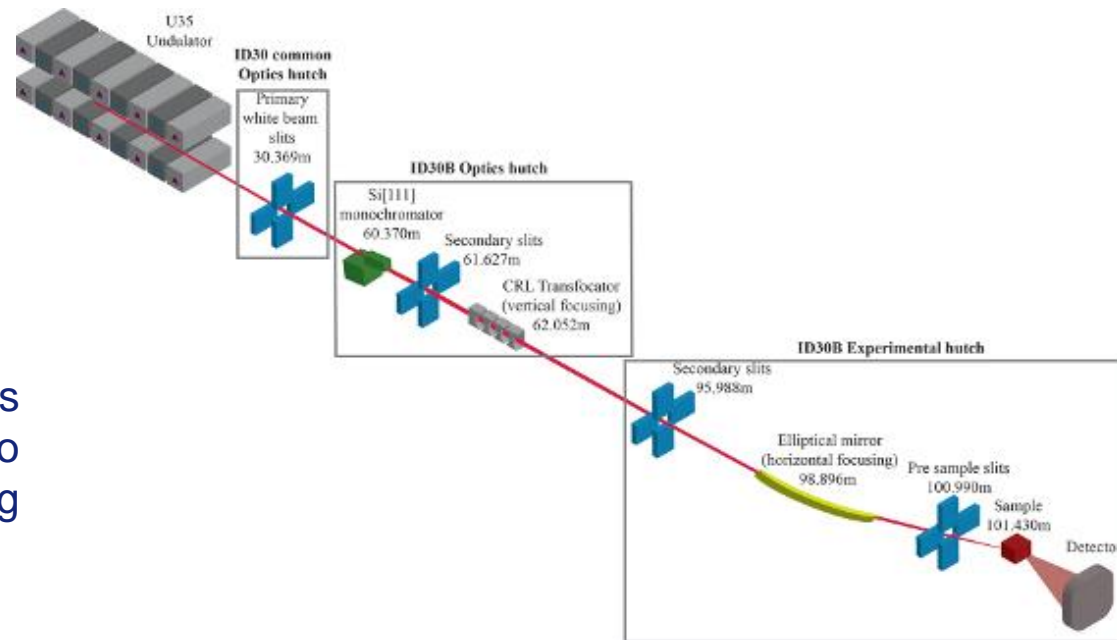 U35
Undulator
ID30 common
Optics hutch
Primary
white beam
slits
30.369m
ID30B Optics hutch
Si[111]
monochromator
60.370m
Secondary slits
61.627m
CRL Transfocator
(vertical focusing)
62.052m
ID30B Experimental hutch
Secondary slits
95.988m
Elliptical mirror
(horizontal focusing)
98.896m
Pre sample slits
100.990m
Sample
101.430m
Detecto
s
o
g